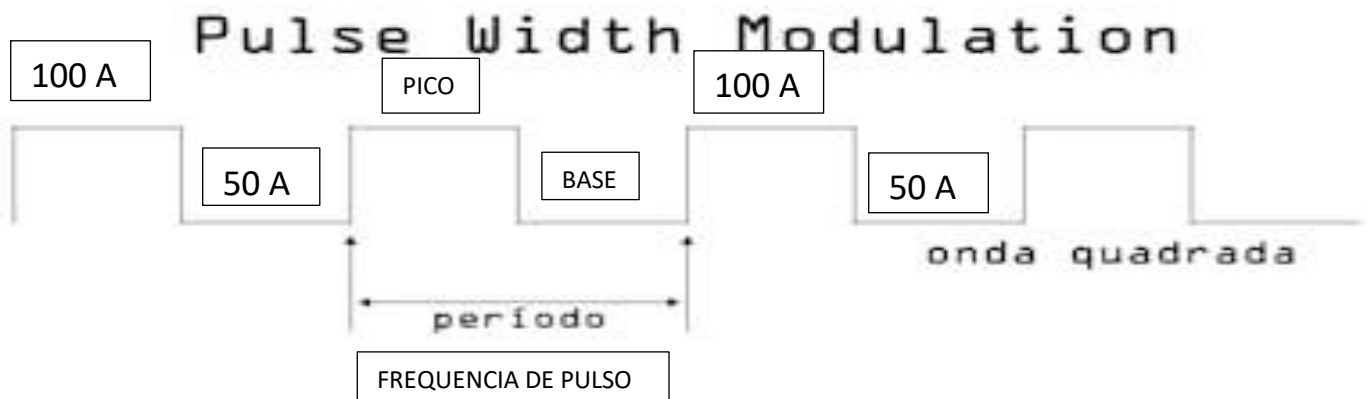 Pulse Width Modulation
100 A
PICO
100 A
50 A
BASE
50 A
onda quadrada
período
FREQUENCIA DE PULSO